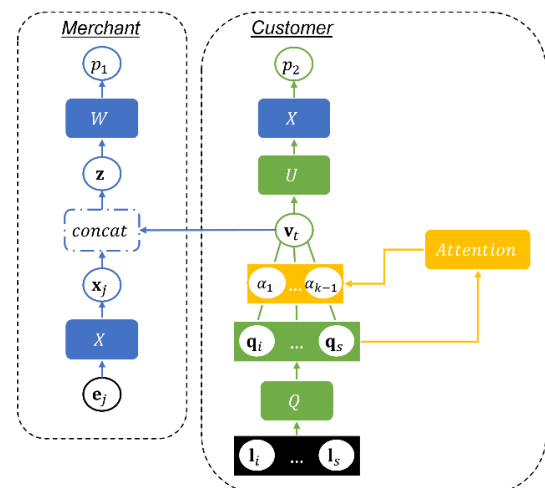 Merchant
p₁
W
z
concat
xⱼ
X
eⱼ
Customer
p₂
X
U
vₜ
α₁ ... αₖ₋₁
Attention
qᵢ ... qₛ
Q
lᵢ ... lₛ